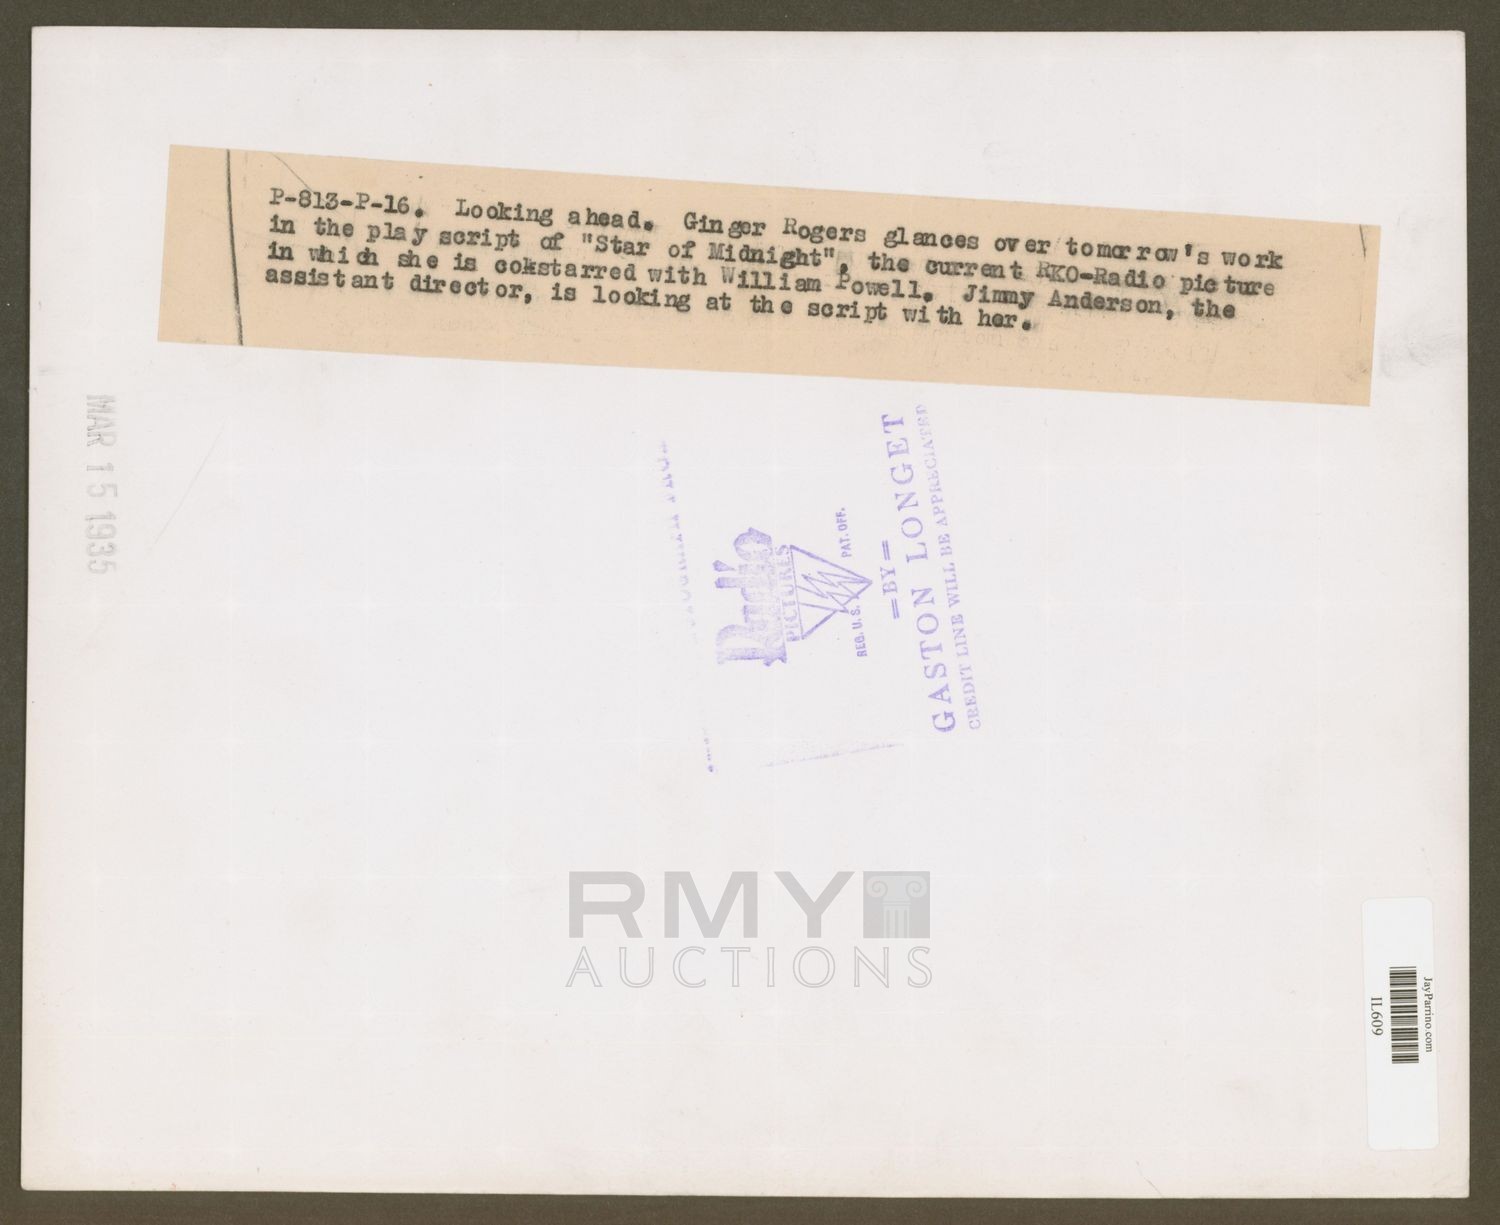 P-813-P-16. Looking ahead. Ginger Rogers glances over tomorrow's work
in the play script of "Star of Midnight", the current RKO-Radio picture
in which she is cokstarred with William Powell. Jimmy Anderson, the
assistant director, is looking at the script with her.
MAR 15 1935
Radio
PICTURES
REG. U. S. PAT. OFF.
=BY=
GASTON LONGET
CREDIT LINE WILL BE APPRECIATED
RMY
AUCTIONS
JayParrino.com
IL609